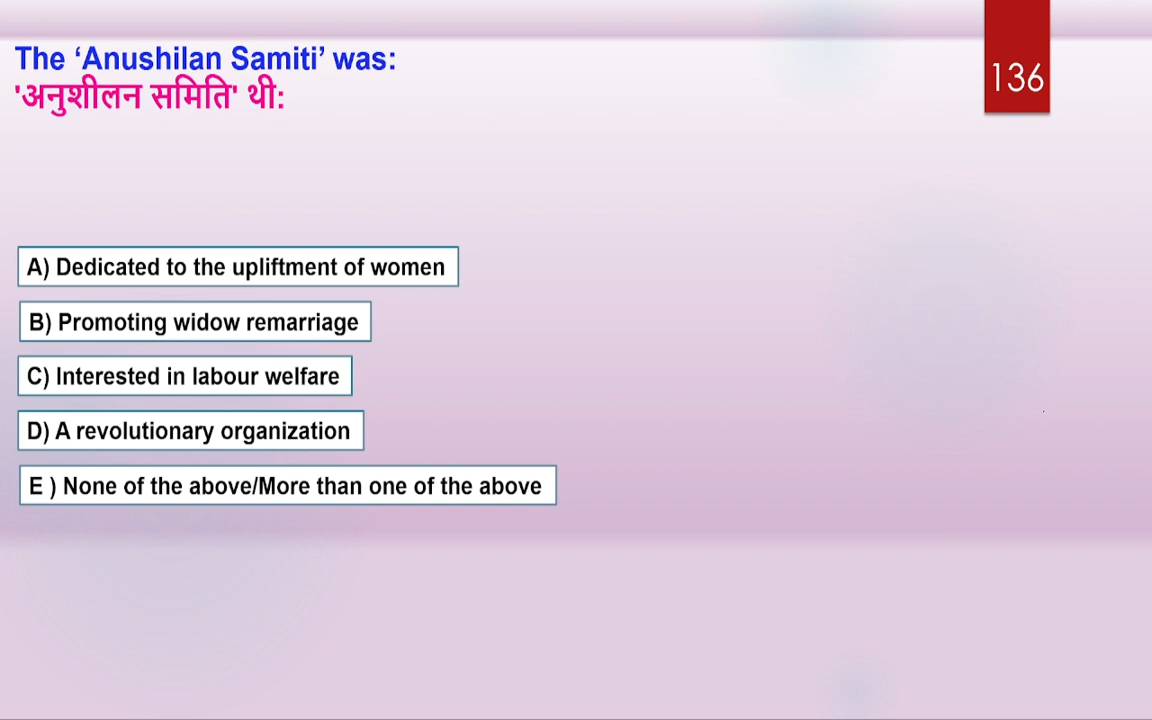 The ‘Anushilan Samiti’ was:
'अनुशीलन समिति' थी:
136
A) Dedicated to the upliftment of women
B) Promoting widow remarriage
C) Interested in labour welfare
D) A revolutionary organization
E ) None of the above/More than one of the above